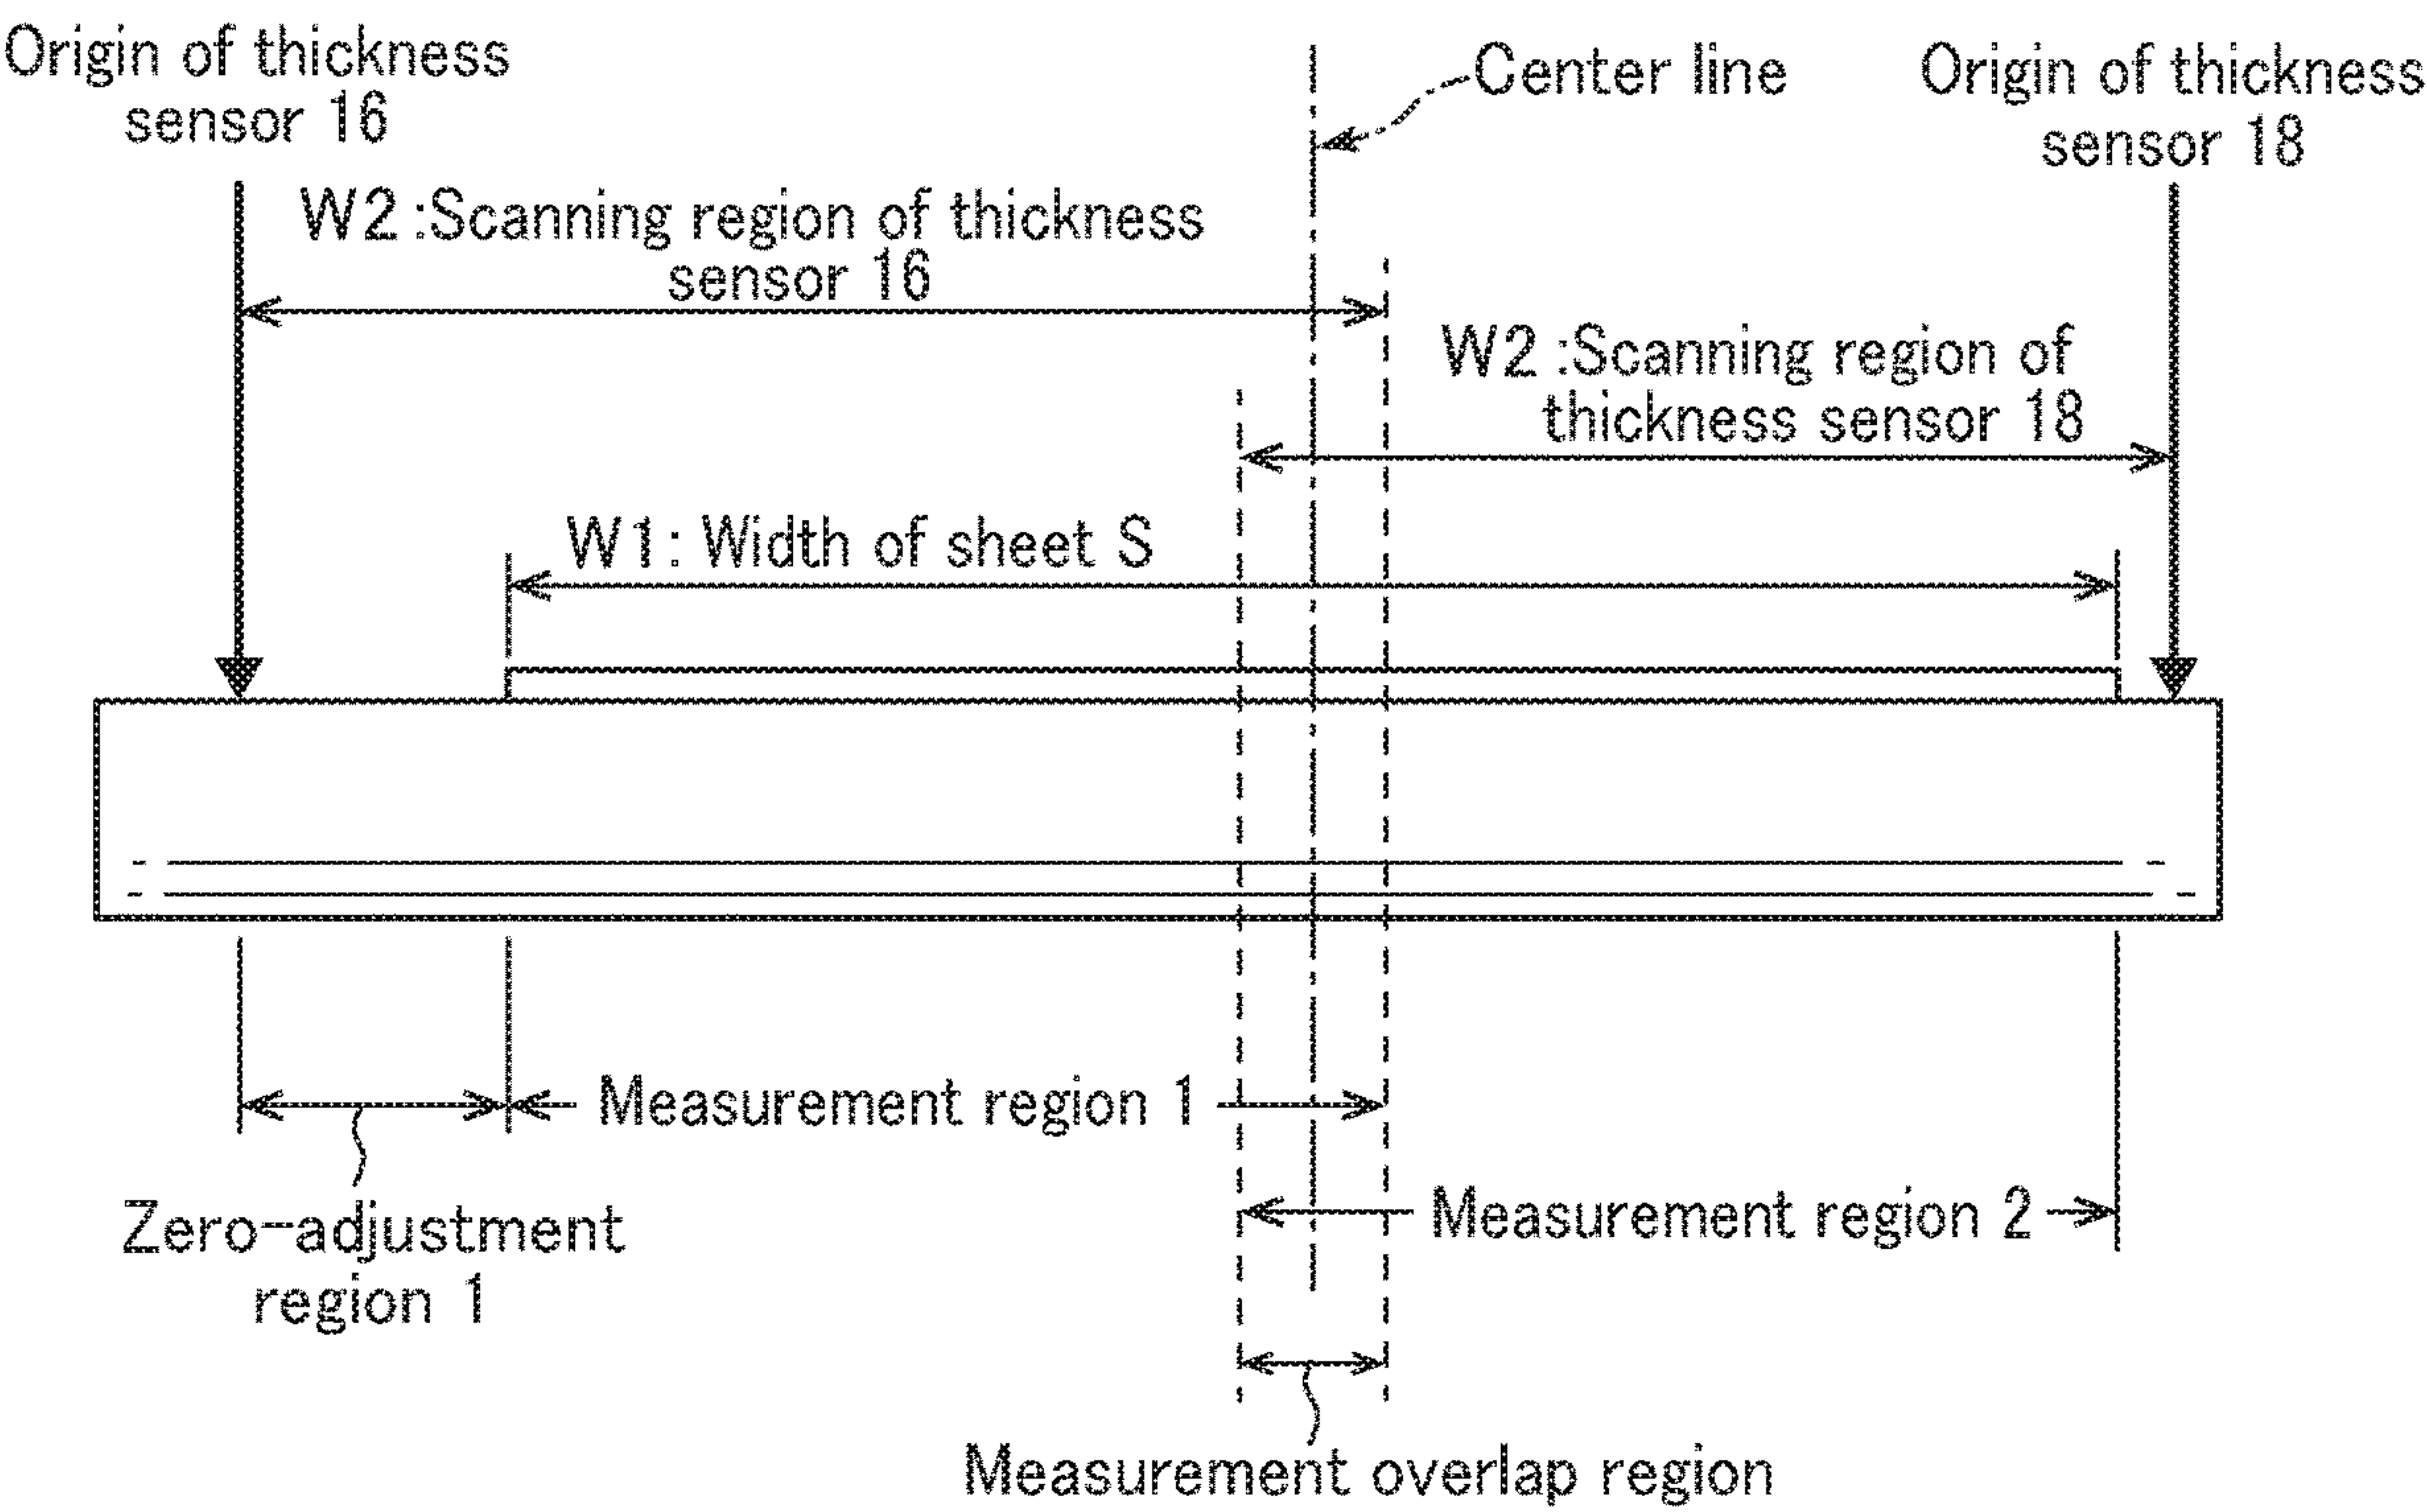 Origin of thickness
sensor 16
Center line
Origin of thickness
sensor 18
W2 :Scanning region of thickness
sensor 16
W2 :Scanning region of
thickness sensor 18
W1: Width of sheet S
Measurement region 1
Zero-adjustment
region 1
Measurement region 2
Measurement overlap region